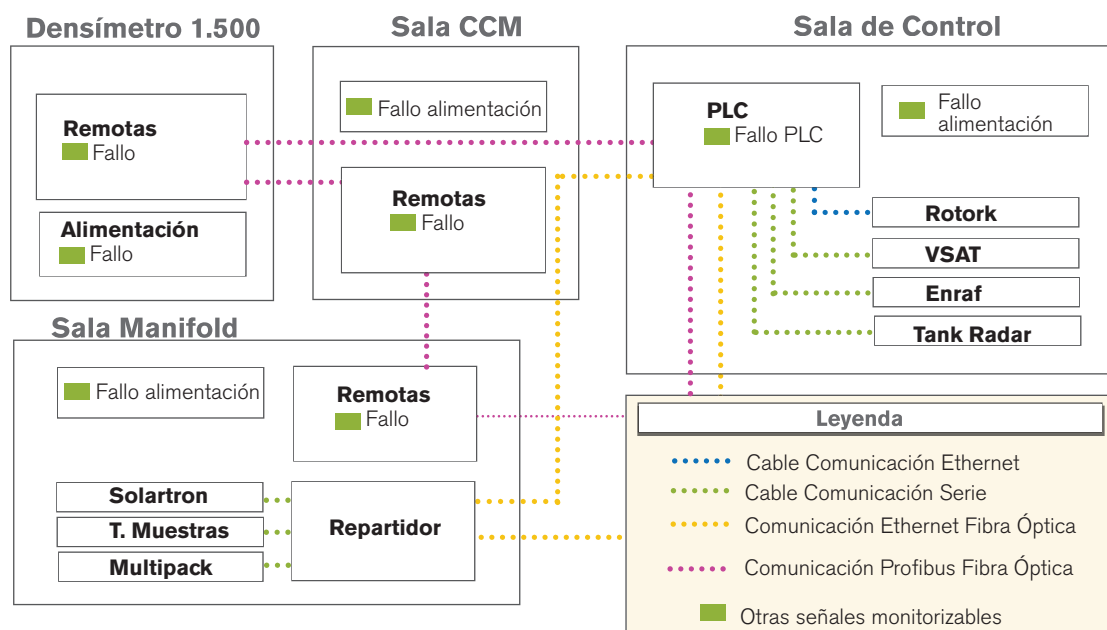 Densímetro 1.500
Remotas
Fallo
Alimentación
Fallo
Sala CCM
Fallo alimentación
Remotas
Fallo
Sala de Control
PLC
Fallo PLC
Fallo
alimentación
Rotork
VSAT
Enraf
Tank Radar
Sala Manifold
Fallo alimentación
Remotas
Fallo
Solartron
T. Muestras
Multipack
Repartidor
Leyenda
Cable Comunicación Ethernet
Cable Comunicación Serie
Comunicación Ethernet Fibra Óptica
Comunicación Profibus Fibra Óptica
Otras señales monitorizables